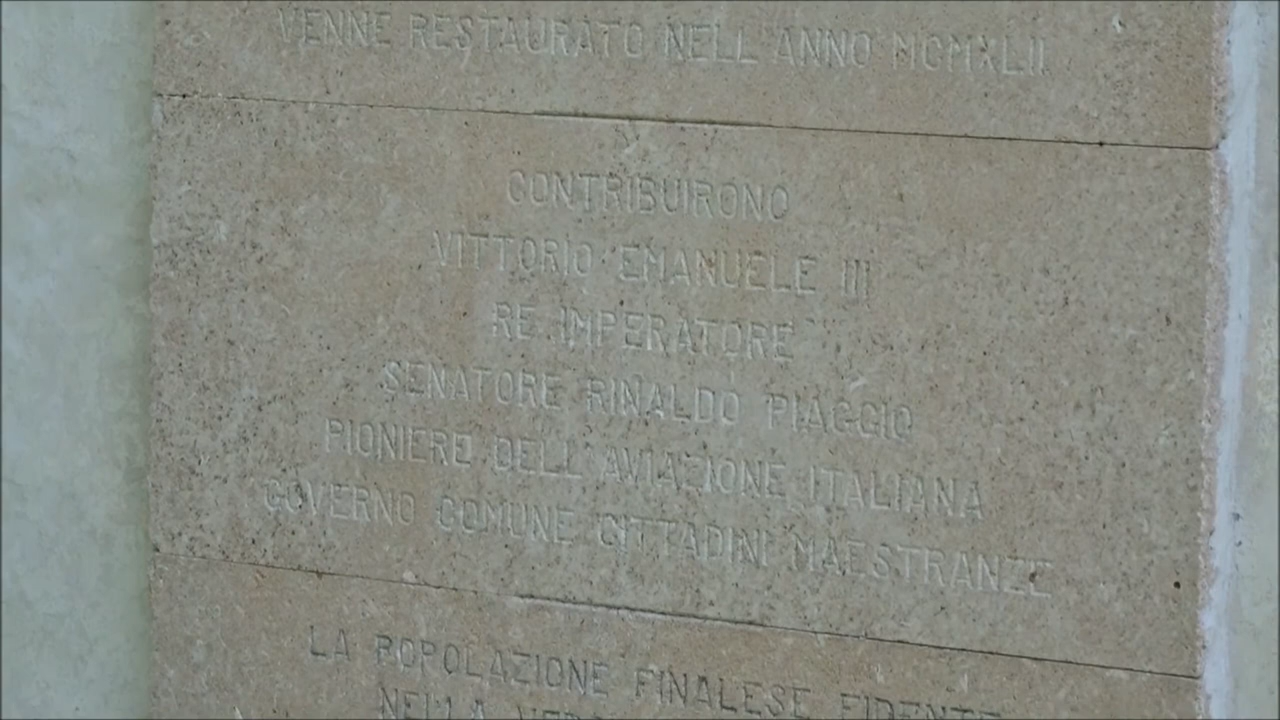 VENNE RESTAURATO NELL'ANNO MCMXLII
CONTRIBUIRONO
VITTORIO EMANUELE III
RE IMPERATORE
SENATORE RINALDO PIAGGIO
PIONIERE DELL'AVIAZIONE ITALIANA
GOVERNO COMUNE CITTADINI MAESTRANZE
LA POPOLAZIONE FINALESE FIDENTE
NELLA